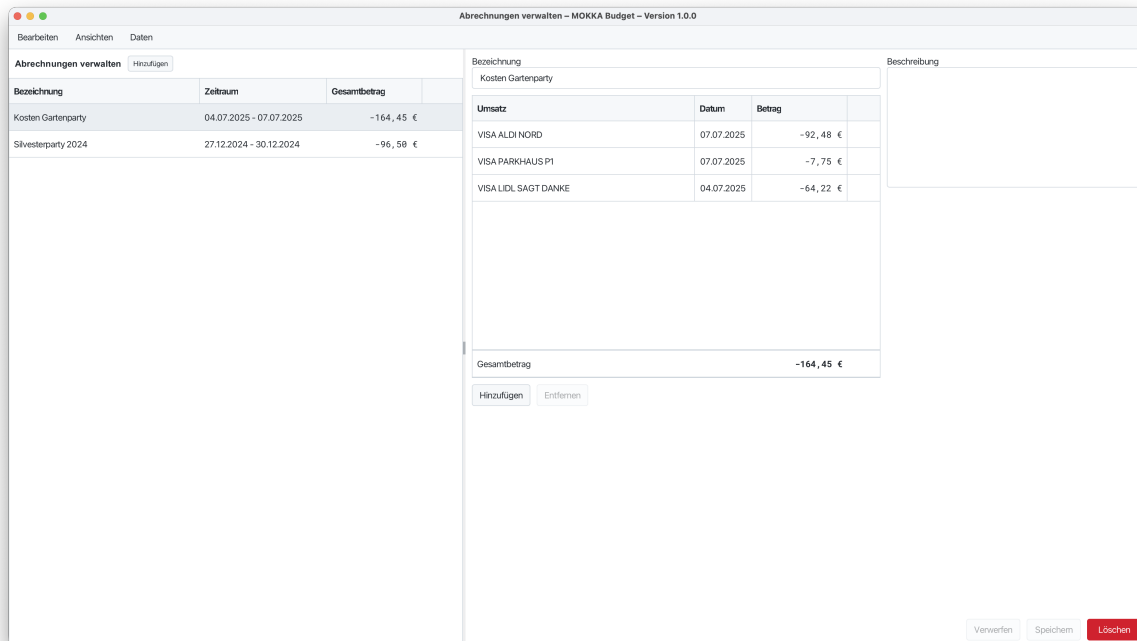 Abrechnungen verwalten – MOKKA Budget – Version 1.0.0
Bearbeiten Ansichten Daten
Abrechnungen verwalten Hinzufügen
Bezeichnung Zeitraum Gesamtbetrag
Kosten Gartenparty 04.07.2025 - 07.07.2025 -164,45 €
Silvesterparty 2024 27.12.2024 - 30.12.2024 -96,50 €
Bezeichnung
Kosten Gartenparty
Umsatz Datum Betrag
VISA ALDI NORD 07.07.2025 -92,48 €
VISA PARKHAUS P1 07.07.2025 -7,75 €
VISA LIDL SAGT DANKE 04.07.2025 -64,22 €
Gesamtbetrag -164,45 €
Hinzufügen Entfernen
Beschreibung
Verwerfen Speichern Löschen